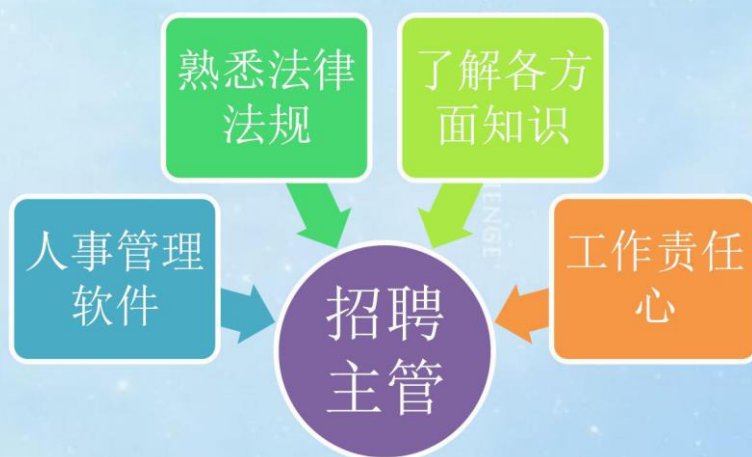 熟悉法律
法规
了解各方
面知识
人事管理
软件
工作责任
心
招聘
主管